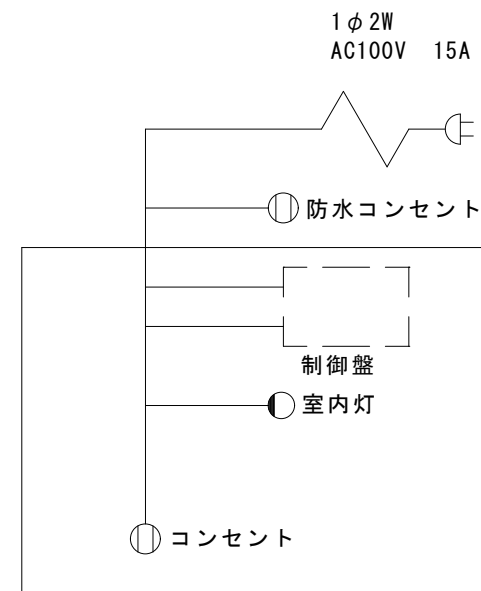 1φ2W
AC100V 15A
防水コンセント
制御盤
室内灯
コンセント